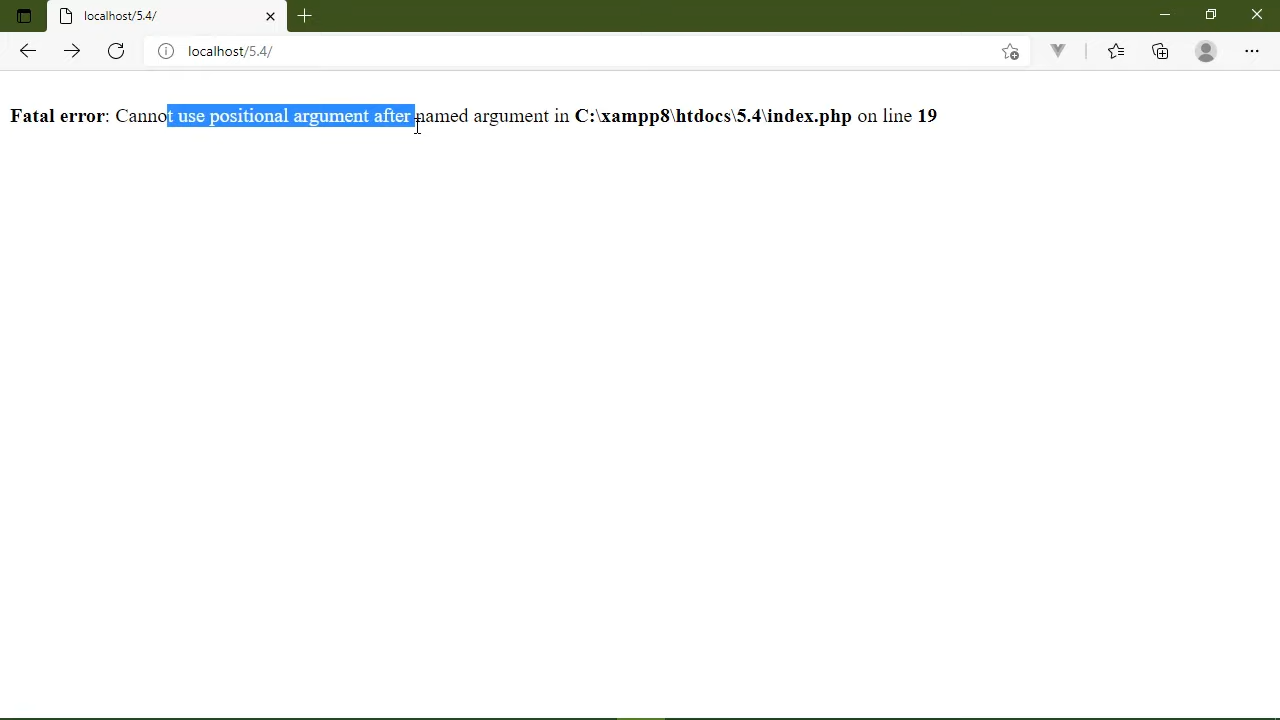 localhost/5.4/
localhost/5.4/
Fatal error: Cannot use positional argument after named argument in C:\xampp8\htdocs\5.4\index.php on line 19